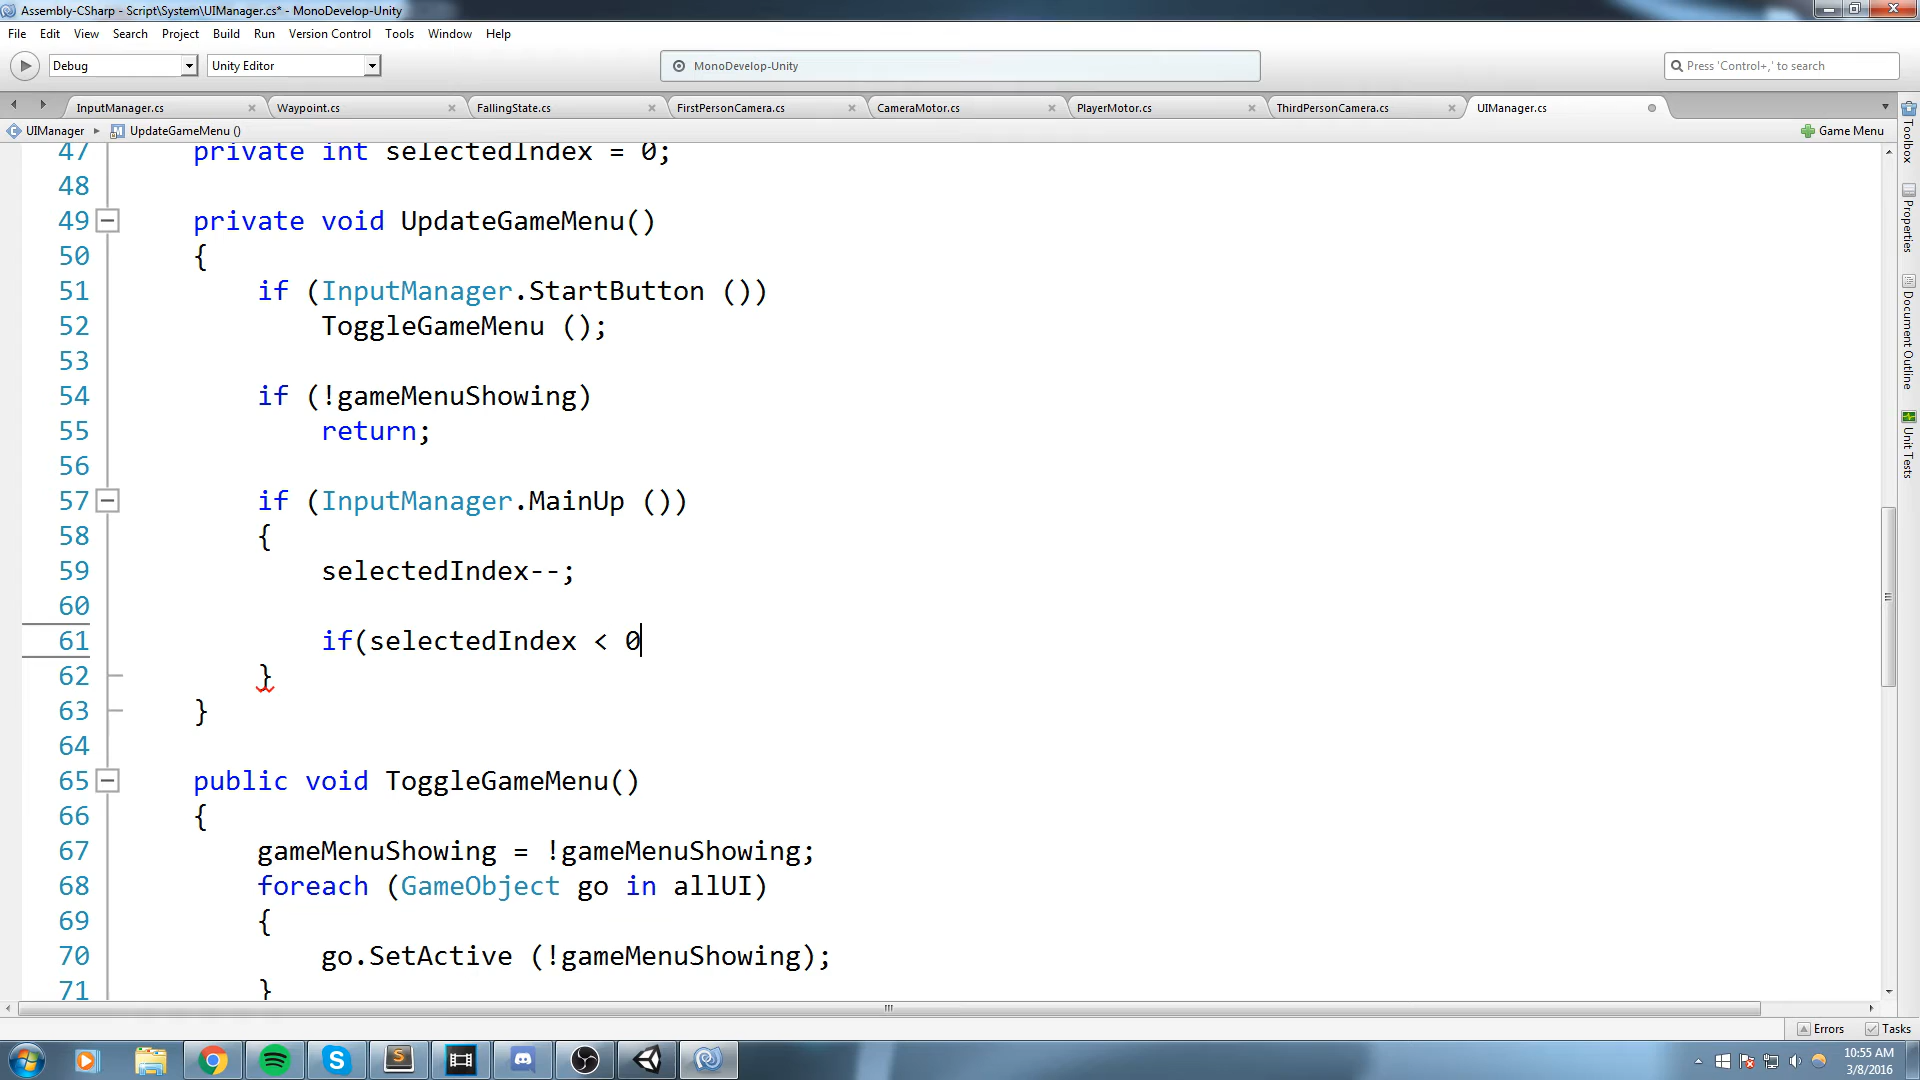 Assembly-CSharp - Script\System\UIManager.cs* - MonoDevelop-Unity
File Edit View Search Project Build Run Version Control Tools Window Help
Debug Unity Editor MonoDevelop-Unity Press 'Control+,' to search
InputManager.cs Waypoint.cs FallingState.cs FirstPersonCamera.cs CameraMotor.cs PlayerMotor.cs ThirdPersonCamera.cs UIManager.cs
UIManager UpdateGameMenu () Game Menu
47 private int selectedIndex = 0;
48
49 private void UpdateGameMenu()
50 {
51 if (InputManager.StartButton ())
52 ToggleGameMenu ();
53
54 if (!gameMenuShowing)
55 return;
56
57 if (InputManager.MainUp ())
58 {
59 selectedIndex--;
60
61 if(selectedIndex < 0
62 }
63 }
64
65 public void ToggleGameMenu()
66 {
67 gameMenuShowing = !gameMenuShowing;
68 foreach (GameObject go in allUI)
69 {
70 go.SetActive (!gameMenuShowing);
71 }
Toolbox
Properties
Document Outline
Unit Tests
Errors Tasks
10:55 AM
3/8/2016